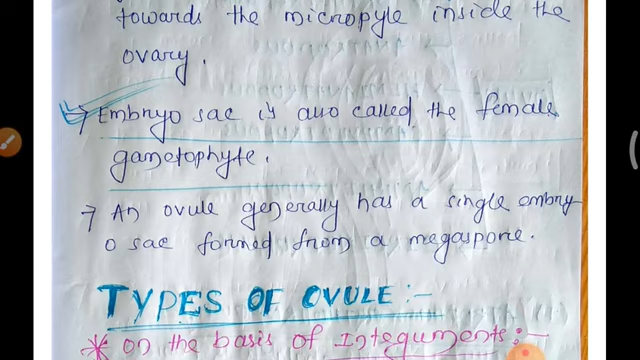 towards the micropyle inside the
ovary.
→ Embryo sac is also called the female
gametophyte.
→ An ovule generally has a single embry
o sac formed from a megaspore.
TYPES OF OVULE :-
* On the basis of Integuments :-